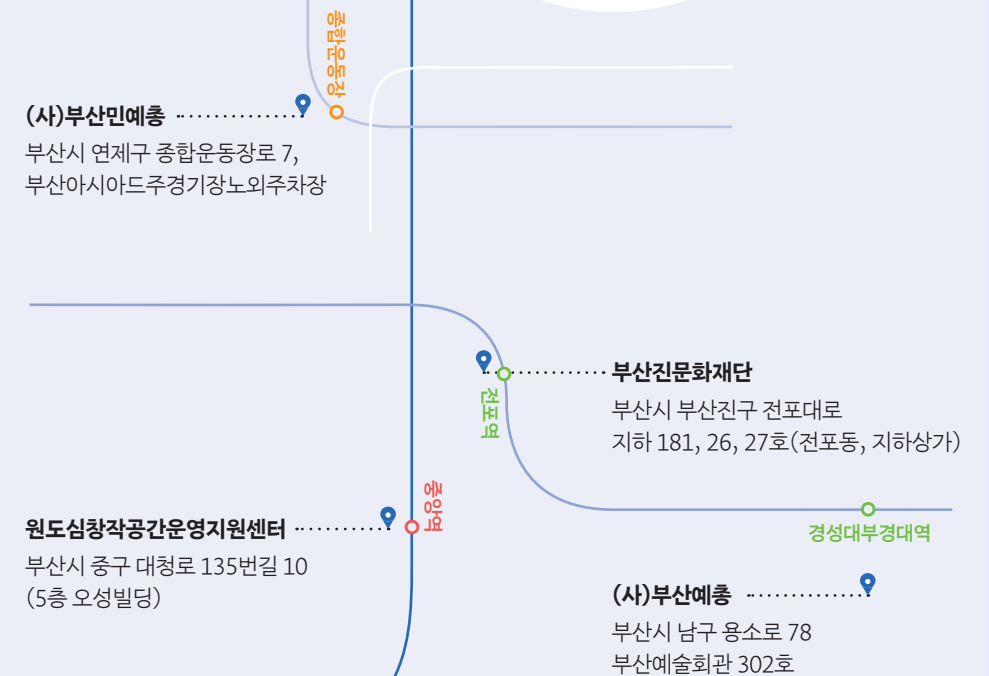 종합운동장
(사)부산민예총
부산시 연제구 종합운동장로 7,
부산아시아드주경기장노외주차장
부산진문화재단
부산시 부산진구 전포대로
지하 181, 26, 27호(전포동, 지하상가)
전포역
중앙역
원도심창작공간운영지원센터
부산시 중구 대청로 135번길 10
(5층 오성빌딩)
경성대부경대역
(사)부산예총
부산시 남구 용소로 78
부산예술회관 302호